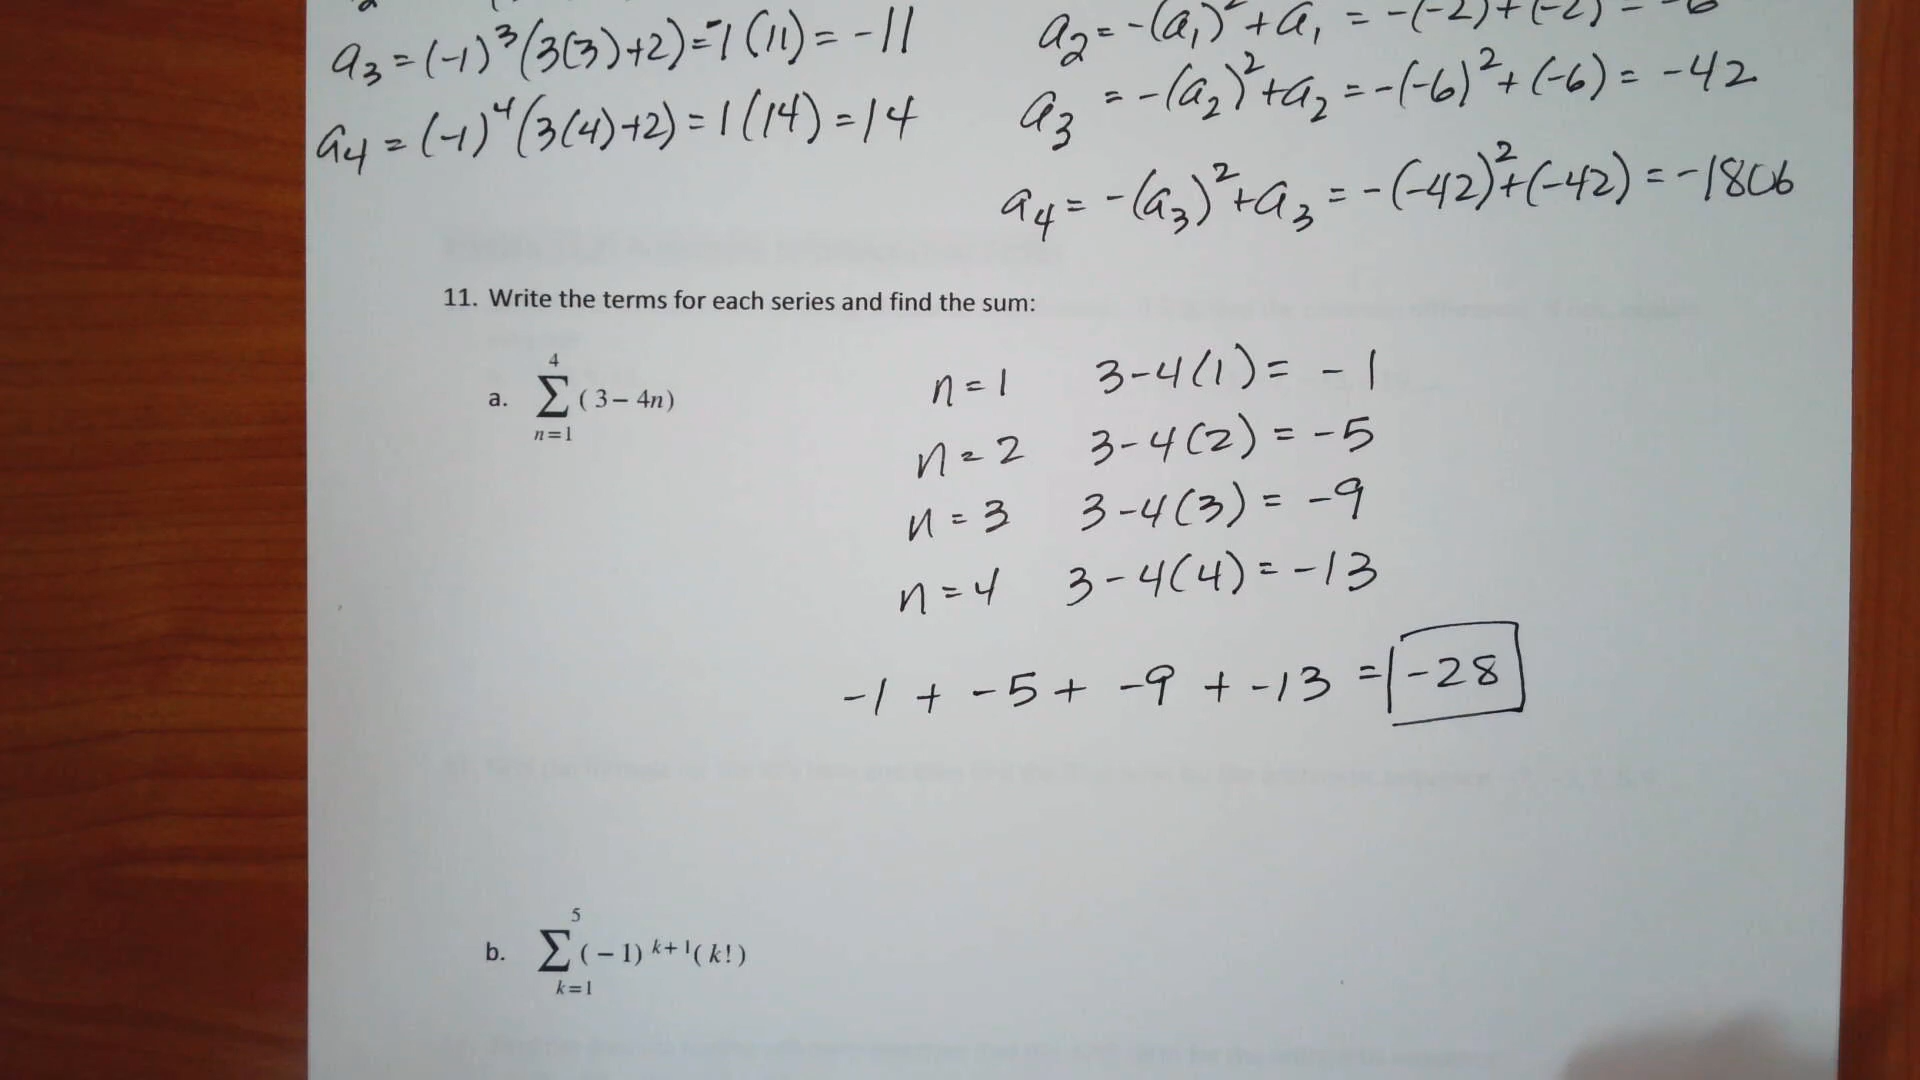 a₃ = (-1)³(3(3)+2) = -1(11) = -11
a₄ = (-1)⁴(3(4)+2) = 1(14) = 14
a₂ = -(a₁)² + a₁ = -(-2) + (-2) = -6
a₃ = -(a₂)² + a₂ = -(-6)² + (-6) = -42
a₄ = -(a₃)² + a₃ = -(-42)² + (-42) = -1806
11. Write the terms for each series and find the sum:
4
a. ∑ ( 3 – 4n)
n=1
n = 1 3-4(1) = -1
n = 2 3-4(2) = -5
n = 3 3-4(3) = -9
n = 4 3-4(4) = -13
-1 + -5 + -9 + -13 = -28
5
b. ∑ ( – 1) ᵏ⁺¹( k!)
k=1